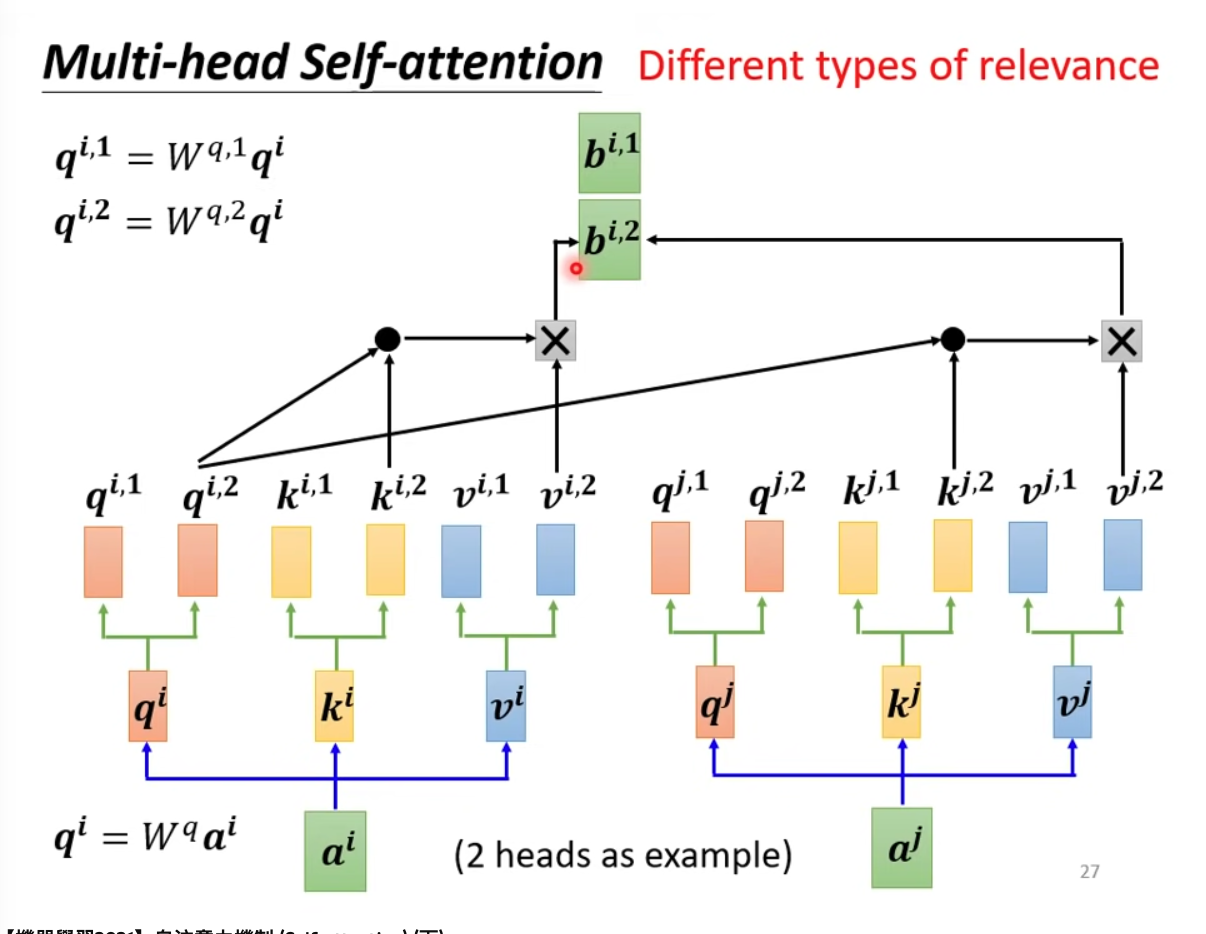 Multi-head Self-attention Different types of relevance
q^{i,1} = W^{q,1}q^i
q^{i,2} = W^{q,2}q^i
b^{i,1}
b^{i,2}
q^{i,1} q^{i,2} k^{i,1} k^{i,2} v^{i,1} v^{i,2} q^{j,1} q^{j,2} k^{j,1} k^{j,2} v^{j,1} v^{j,2}
q^i k^i v^i q^j k^j v^j
q^i = W^q a^i
a^i (2 heads as example) a^j
27